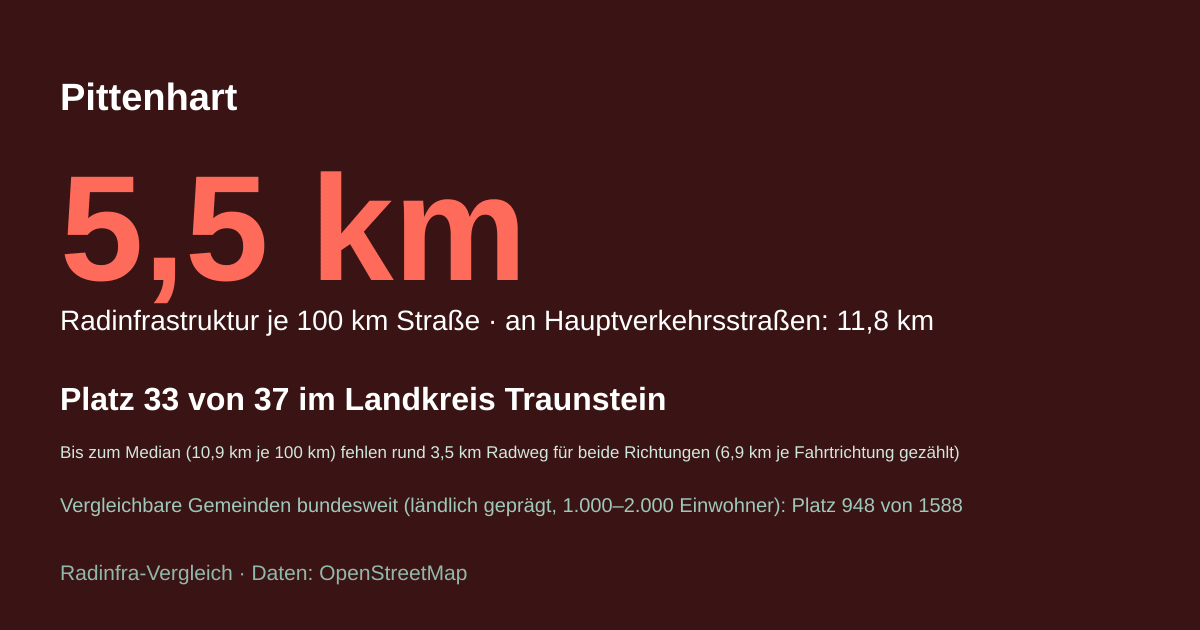 Pittenhart
5,5 km
Radinfrastruktur je 100 km Straße · an Hauptverkehrsstraßen: 11,8 km
Platz 33 von 37 im Landkreis Traunstein
Bis zum Median (10,9 km je 100 km) fehlen rund 3,5 km Radweg für beide Richtungen (6,9 km je Fahrtrichtung gezählt)
Vergleichbare Gemeinden bundesweit (ländlich geprägt, 1.000–2.000 Einwohner): Platz 948 von 1588
Radinfra-Vergleich · Daten: OpenStreetMap